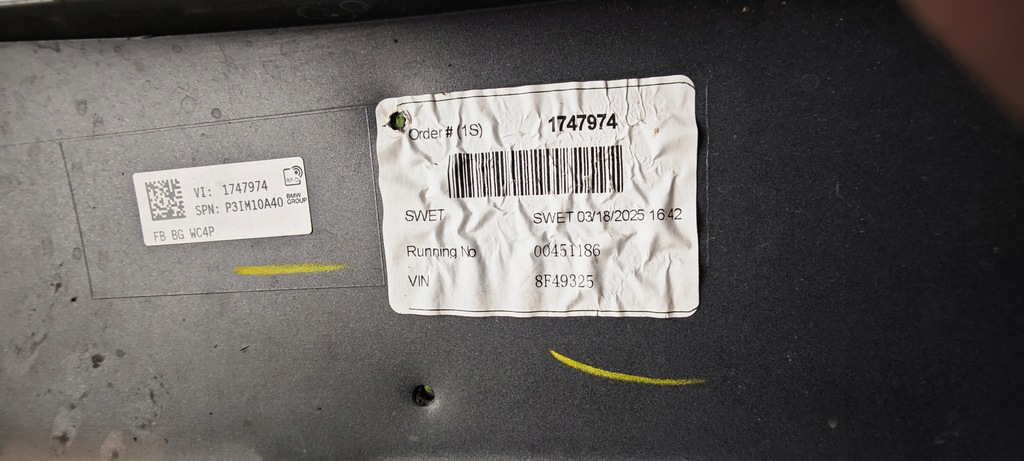 VI: 1747974
SPN: P3IM10A40
BMW
GROUP
FB BG WC4P
Order # (1S) 1747974
SWET SWET 03/18/2025 16:42
Running No 00451186
VIN 8F49325